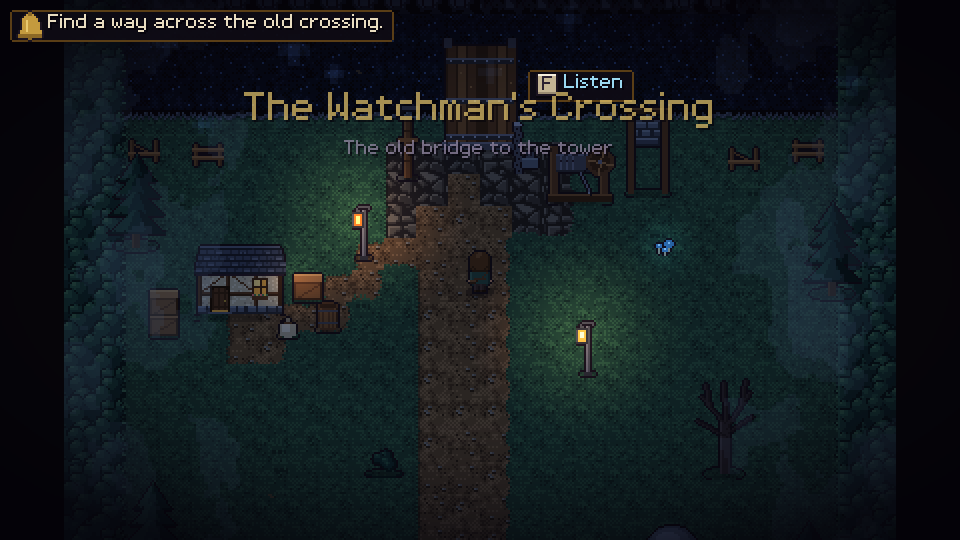 Find a way across the old crossing.
F Listen
The Watchman's Crossing
The old bridge to the tower